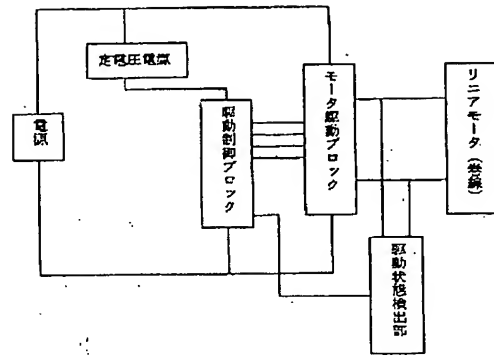 定電圧電源
電源
駆動制御ブロック
モータ駆動ブロック
リニアモータ(巻線)
駆動状態検出部